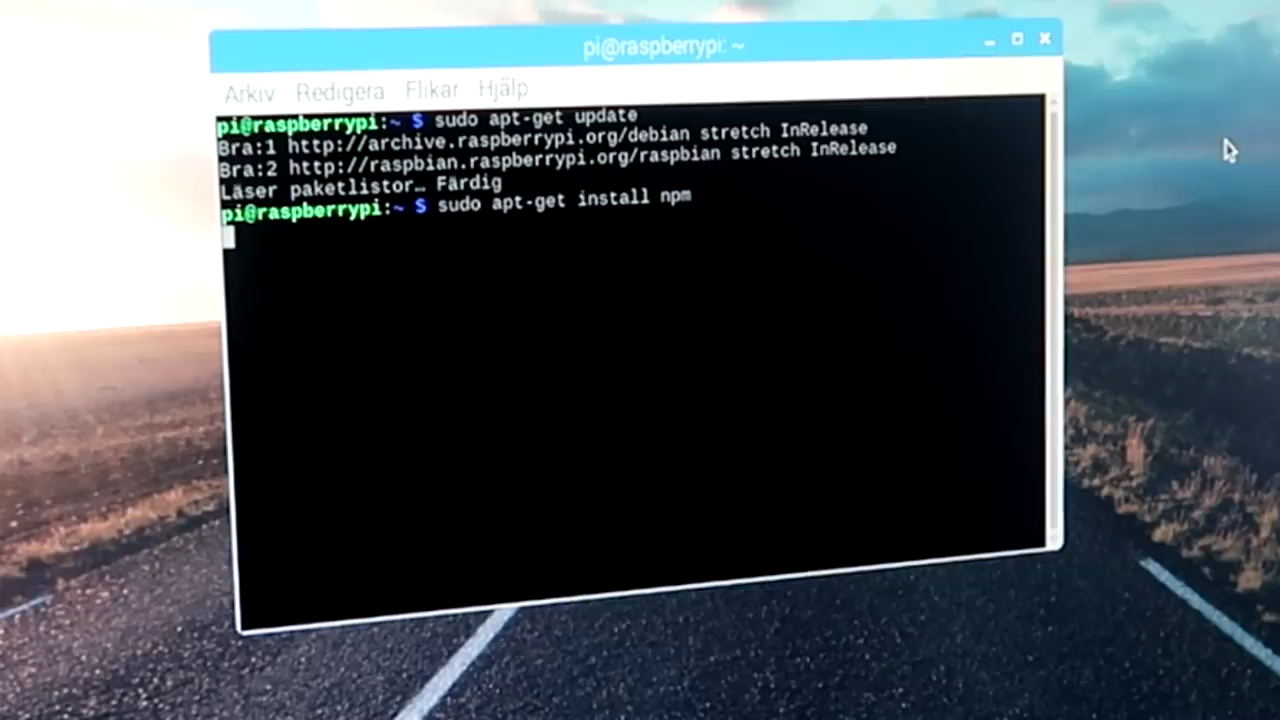 pi@raspberrypi: ~
Arkiv Redigera Flikar Hjälp
pi@raspberrypi:~ $ sudo apt-get update
Bra:1 http://archive.raspberrypi.org/debian stretch InRelease
Bra:2 http://raspbian.raspberrypi.org/raspbian stretch InRelease
Läser paketlistor… Färdig
pi@raspberrypi:~ $ sudo apt-get install npm